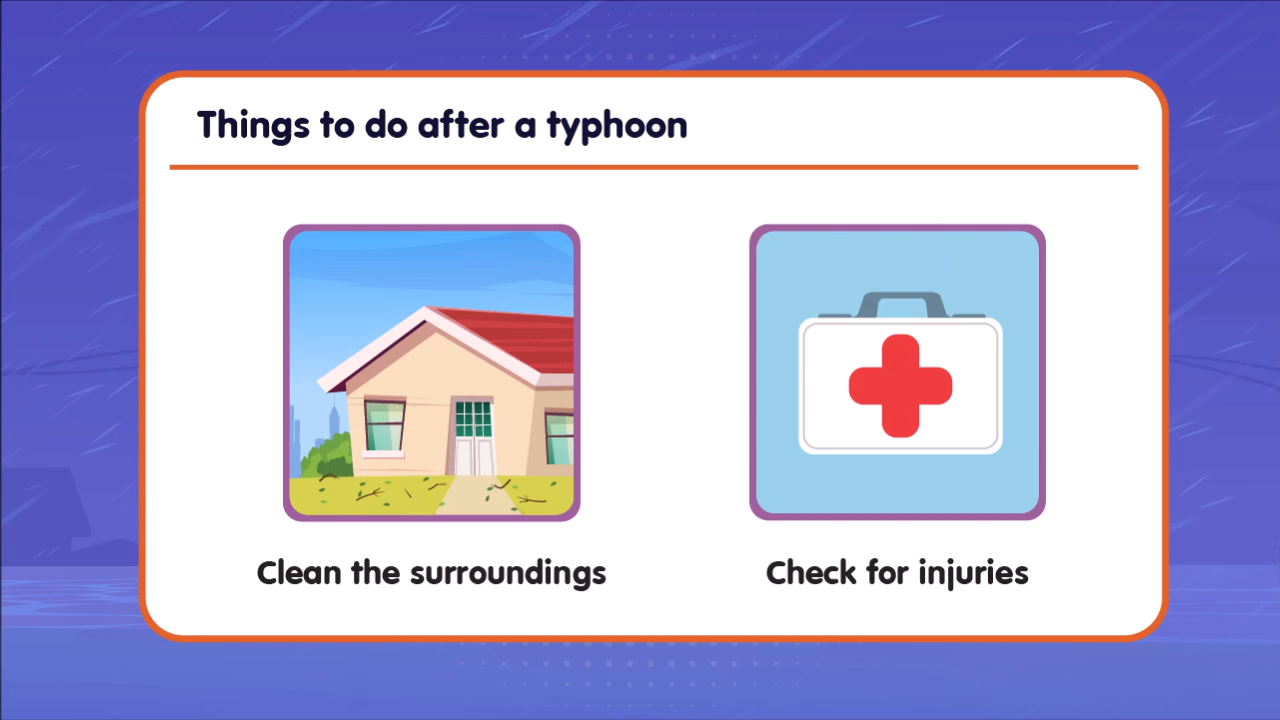 Things to do after a typhoon
Clean the surroundings
Check for injuries